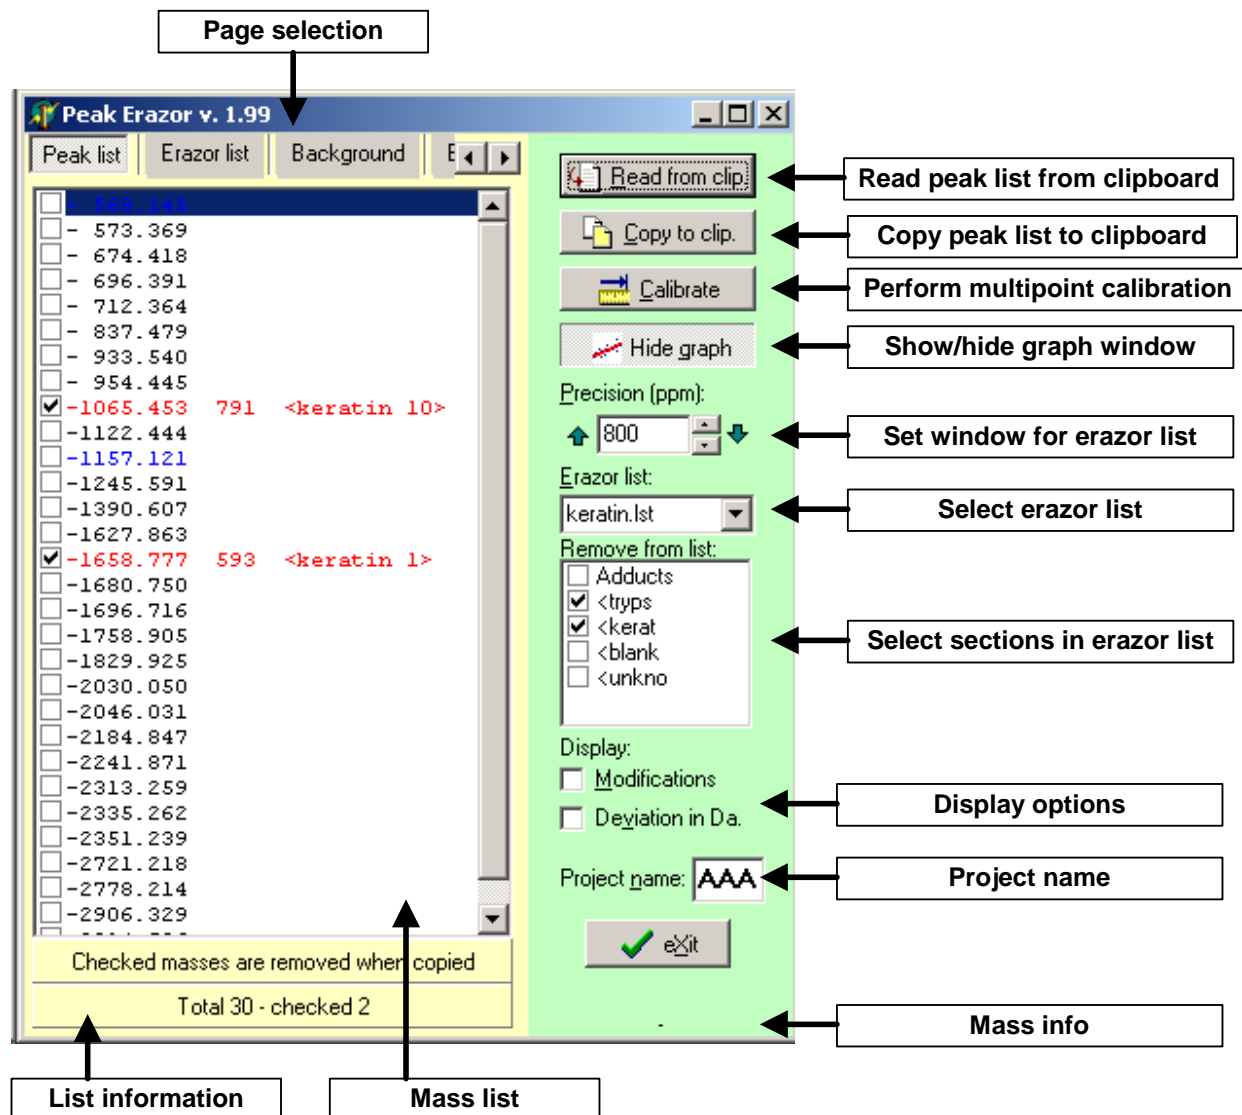 Page selection
Peak Erazor v. 1.99
Peak list
Erazor list
Background
- 568.145
- 573.369
- 674.418
- 696.391
- 712.364
- 837.479
- 933.540
- 954.445
-1065.453 791 <keratin 10>
-1122.444
-1157.121
-1245.591
-1390.607
-1627.863
-1658.777 593 <keratin 1>
-1680.750
-1696.716
-1758.905
-1829.925
-2030.050
-2046.031
-2184.847
-2241.871
-2313.259
-2335.262
-2351.239
-2721.218
-2778.214
-2906.329
Checked masses are removed when copied
Total 30 - checked 2
Read from clip.
Copy to clip.
Calibrate
Hide graph
Precision (ppm):
800
Erazor list:
keratin.lst
Remove from list:
Adducts
<tryps
<kerat
<blank
<unkno
Display:
Modifications
Deviation in Da.
Project name: AAA
eXit
-
Read peak list from clipboard
Copy peak list to clipboard
Perform multipoint calibration
Show/hide graph window
Set window for erazor list
Select erazor list
Select sections in erazor list
Display options
Project name
Mass info
List information
Mass list